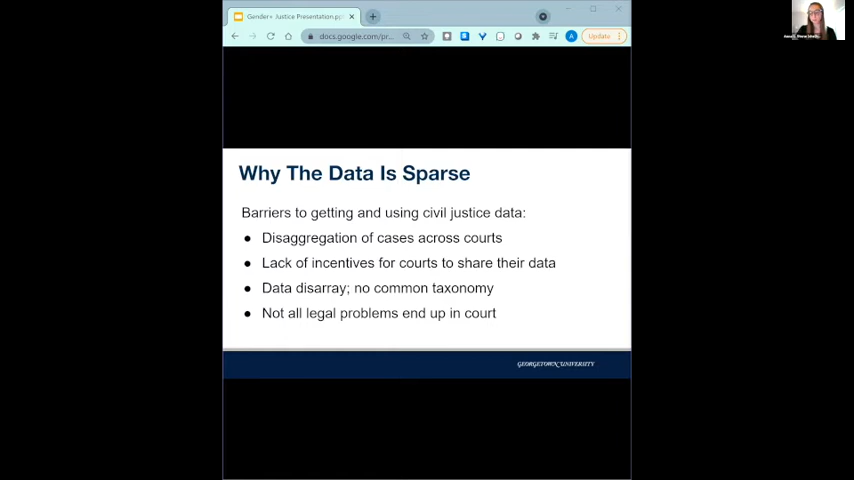 Gender+ Justice Presentation.pp
docs.google.com/pr...
A
Update
Why The Data Is Sparse
Barriers to getting and using civil justice data:
● Disaggregation of cases across courts
● Lack of incentives for courts to share their data
● Data disarray; no common taxonomy
● Not all legal problems end up in court
GEORGETOWN UNIVERSITY